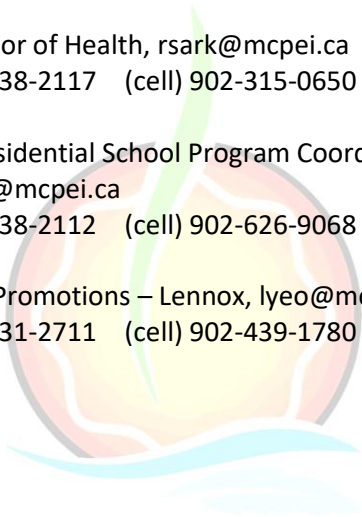 or of Health, rsark@mcpei.ca
38-2117 (cell) 902-315-0650
sidential School Program Coord
@mcpei.ca
38-2112 (cell) 902-626-9068
Promotions – Lennox, lyeo@mc
31-2711 (cell) 902-439-1780